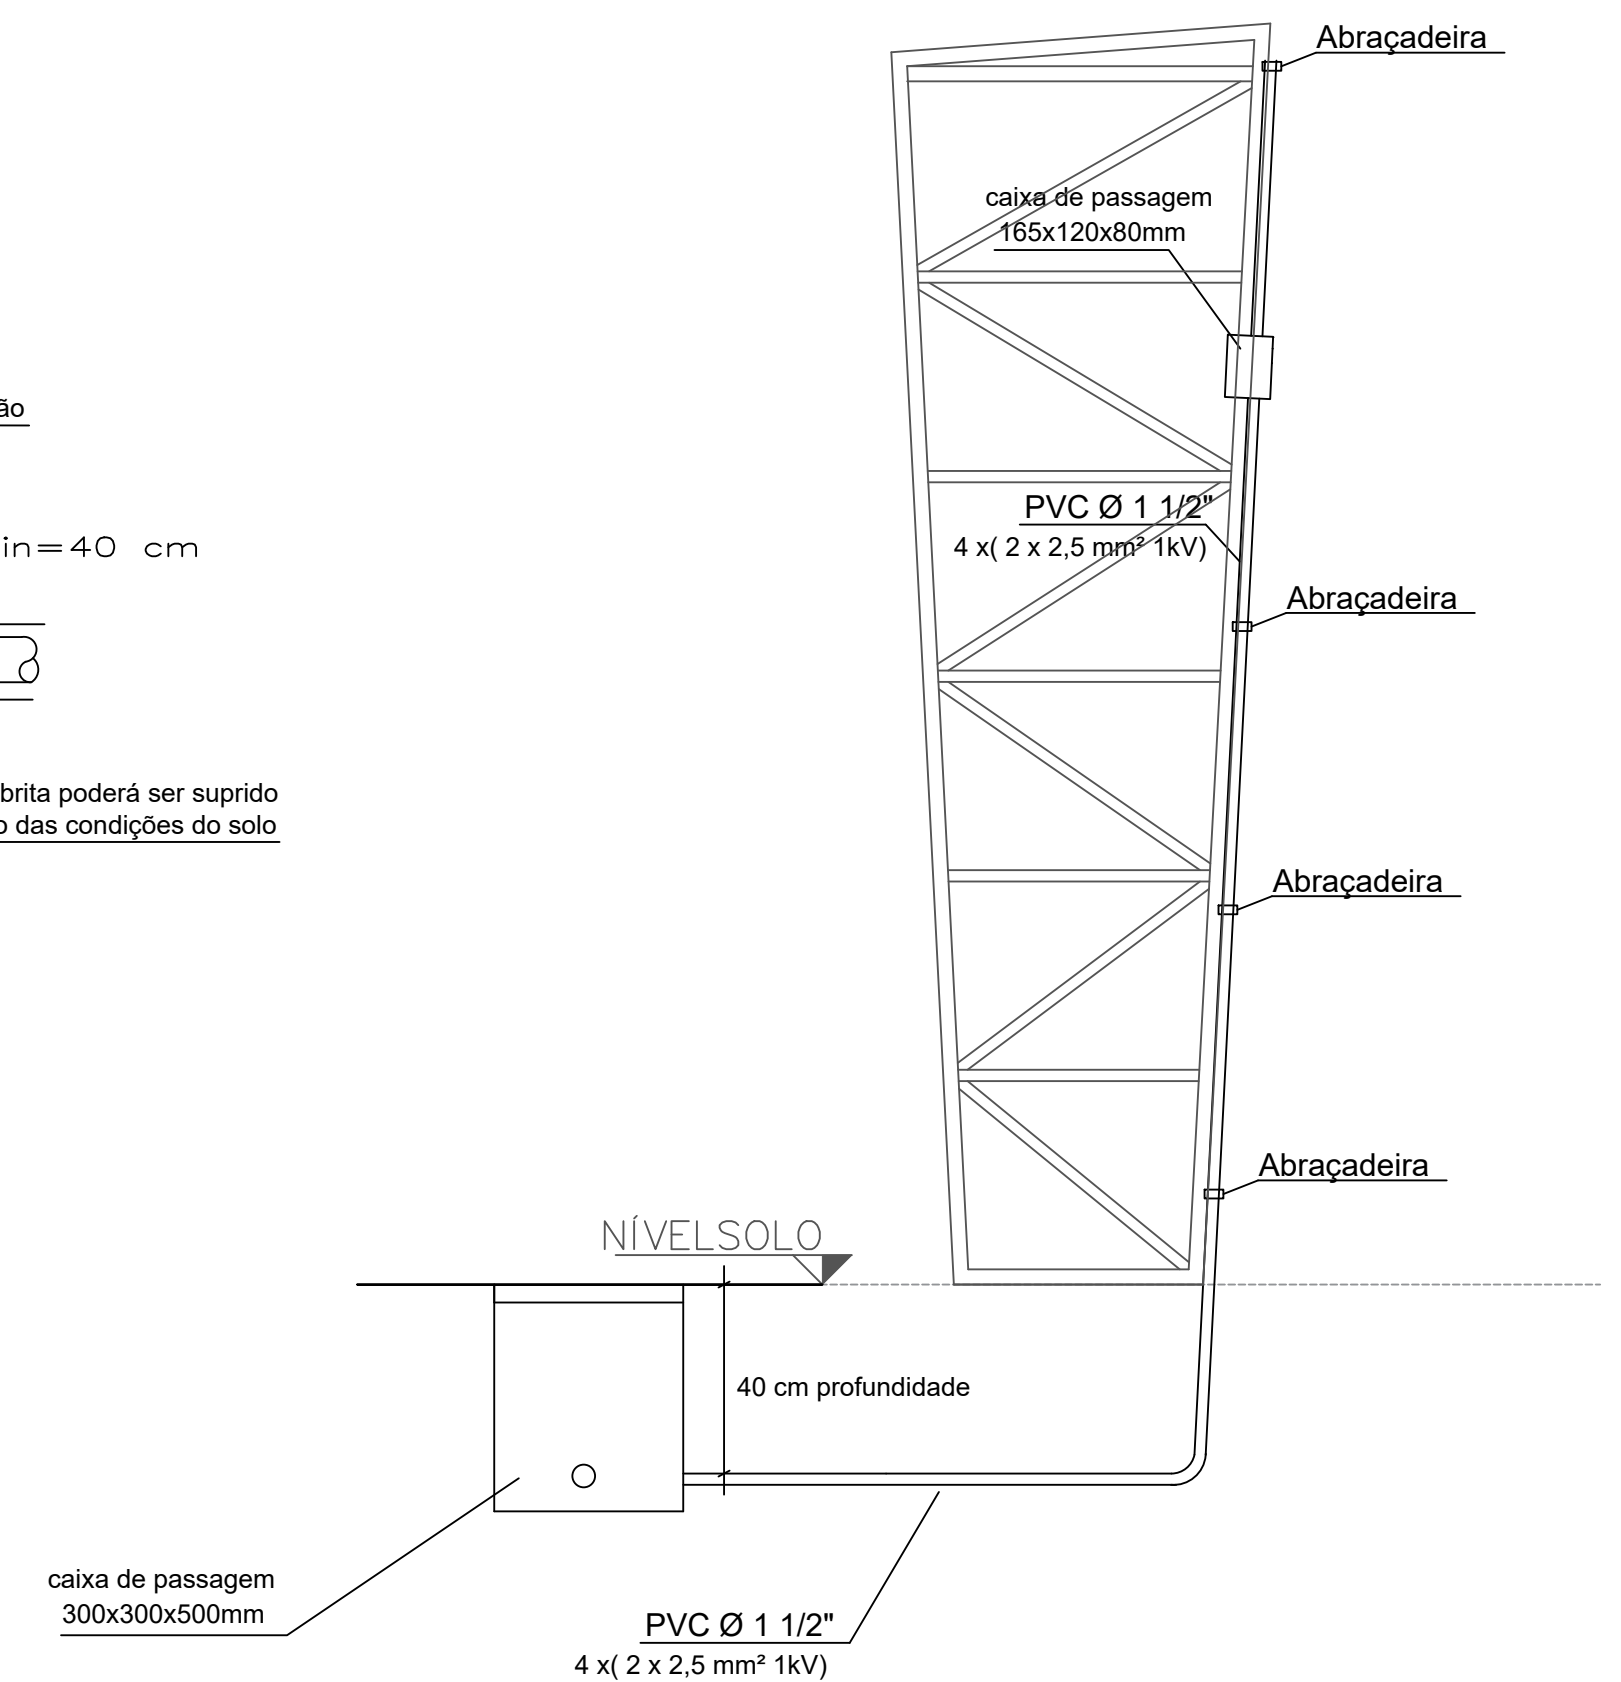 Abraçadeira
caixa de passagem
165x120x80mm
ão
PVC Ø 1 1/2"
4 x( 2 x 2,5 mm² 1kV)
in=40 cm
Abraçadeira
brita poderá ser suprido
o das condições do solo
Abraçadeira
Abraçadeira
NÍVELSOLO
40 cm profundidade
caixa de passagem
300x300x500mm
PVC Ø 1 1/2"
4 x( 2 x 2,5 mm² 1kV)